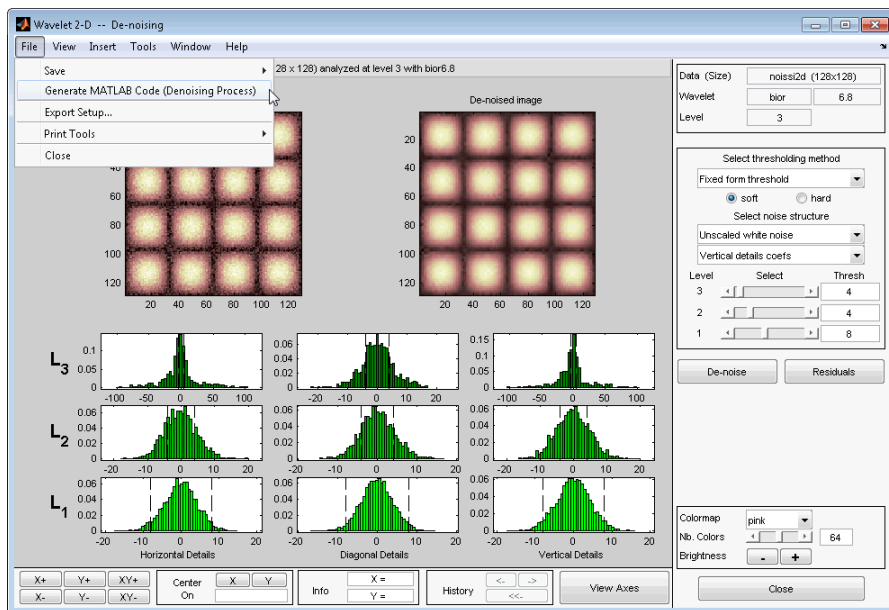 Wavelet 2-D -- De-noising
File View Insert Tools Window Help
Save
Generate MATLAB Code (Denoising Process)
Export Setup...
Print Tools
Close
28 x 128) analyzed at level 3 with bior6.8
De-noised image
40
60
80
100
120
20 40 60 80 100 120
20
40
60
80
100
120
20 40 60 80 100 120
Data (Size) noissi2d (128x128)
Wavelet bior 6.8
Level 3
Select thresholding method
Fixed form threshold
soft hard
Select noise structure
Unscaled white noise
Vertical details coefs
Level Select Thresh
3 4
2 4
1 8
De-noise Residuals
L3
0.1
0.05
0
-100 -50 0 50 100
0.06
0.04
0.02
0
-20 -10 0 10 20
0.15
0.1
0.05
0
-100 -50 0 50 100
L2
0.06
0.04
0.02
0
-20 -10 0 10 20
0.06
0.04
0.02
0
-20 -10 0 10 20
0.06
0.04
0.02
0
-20 -10 0 10 20
L1
0.06
0.04
0.02
0
-20 -10 0 10 20
Horizontal Details
0.06
0.04
0.02
0
-20 -10 0 10 20
Diagonal Details
0.06
0.04
0.02
0
-20 -10 0 10 20
Vertical Details
Colormap pink
Nb. Colors 64
Brightness - +
X+ Y+ XY+
X- Y- XY-
Center On X Y
Info X =
Y =
History <- ->
<<-
View Axes
Close